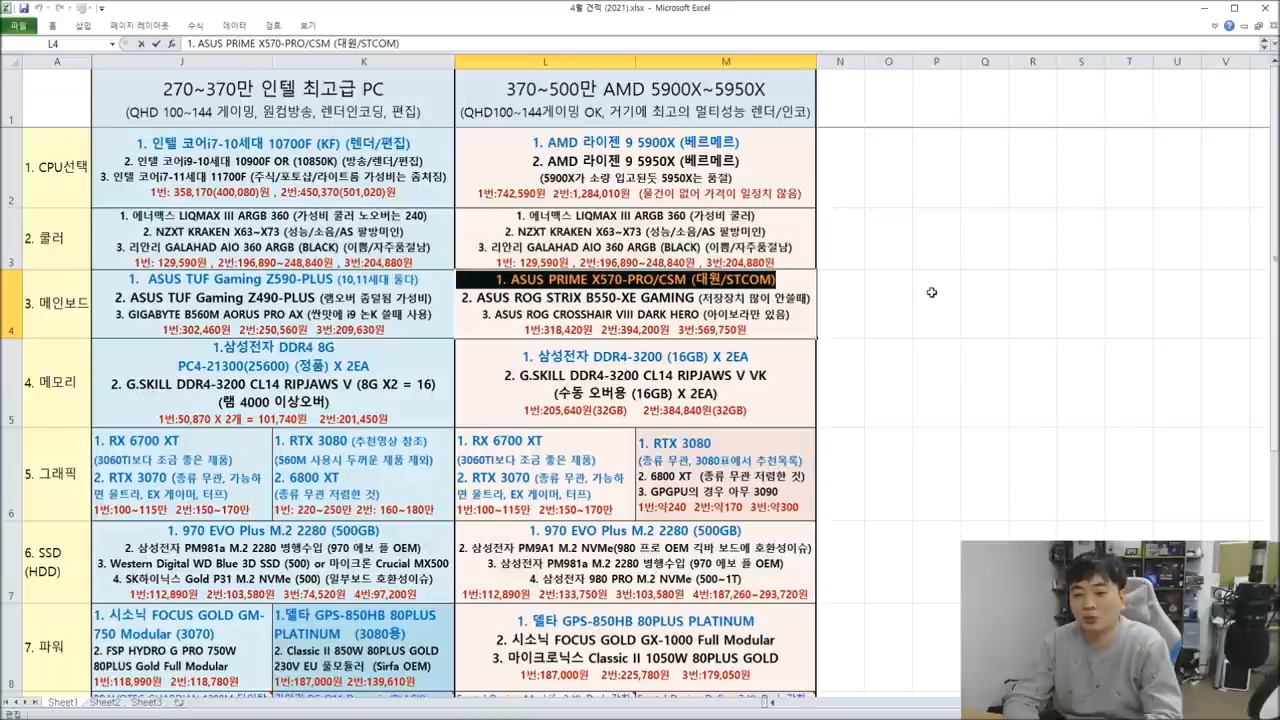 4월 견적 (2021).xlsx - Microsoft Excel
파일 홈 삽입 페이지 레이아웃 수식 데이터 검토 보기
L4 1. ASUS PRIME X570-PRO/CSM (대원/STCOM)
A J K L M N O P Q R S T U V
1
270~370만 인텔 최고급 PC
(QHD 100~144 게이밍, 원컴방송, 렌더인코딩, 편집)
370~500만 AMD 5900X~5950X
(QHD100~144게이밍 OK, 거기에 최고의 멀티성능 렌더/인코)
2
1. CPU선택
1. 인텔 코어i7-10세대 10700F (KF) (렌더/편집)
2. 인텔 코어i9-10세대 10900F OR (10850K) (방송/렌더/편집)
3. 인텔 코어i7-11세대 11700F (주식/포토샵/라이트룸 가성비는 좀쳐짐)
1번: 358,170(400,080)원 , 2번:450,370(501,020)원
1. AMD 라이젠 9 5900X (베르메르)
2. AMD 라이젠 9 5950X (베르메르)
(5900X가 소량 입고된듯 5950X는 품절)
1번:742,590원 2번:1,284,010원 (물건이 없어 가격이 일정치 않음)
3
2. 쿨러
1. 에너맥스 LIQMAX III ARGB 360 (가성비 쿨러 노오버는 240)
2. NZXT KRAKEN X63~X73 (성능/소음/AS 팔방미인)
3. 리안리 GALAHAD AIO 360 ARGB (BLACK) (이쁨/자주품절남)
1번: 129,590원 , 2번:196,890~248,840원 , 3번:204,880원
1. 에너맥스 LIQMAX III ARGB 360 (가성비 쿨러)
2. NZXT KRAKEN X63~X73 (성능/소음/AS 팔방미인)
3. 리안리 GALAHAD AIO 360 ARGB (BLACK) (이쁨/자주품절남)
1번: 129,590원 , 2번:196,890~248,840원 , 3번:204,880원
4
3. 메인보드
1. ASUS TUF Gaming Z590-PLUS (10,11세대 둘다)
2. ASUS TUF Gaming Z490-PLUS (램오버 좀덜됨 가성비)
3. GIGABYTE B560M AORUS PRO AX (싼맛에 i9 논K 쓸때 사용)
1번:302,460원 2번:250,560원 3번:209,630원
1. ASUS PRIME X570-PRO/CSM (대원/STCOM)
2. ASUS ROG STRIX B550-XE GAMING (저장장치 많이 안쓸때)
3. ASUS ROG CROSSHAIR VIII DARK HERO (아이보라만 있음)
1번:318,420원 2번:394,200원 3번:569,750원
5
4. 메모리
1.삼성전자 DDR4 8G
PC4-21300(25600) (정품) X 2EA
2. G.SKILL DDR4-3200 CL14 RIPJAWS V (8G X2 = 16)
(램 4000 이상오버)
1번:50,870 X 2개 = 101,740원 2번:201,450원
1. 삼성전자 DDR4-3200 (16GB) X 2EA
2. G.SKILL DDR4-3200 CL14 RIPJAWS V VK
(수동 오버용 (16GB) X 2EA)
1번:205,640원(32GB) 2번:384,840원(32GB)
6
5. 그래픽
1. RX 6700 XT
(3060TI보다 조금 좋은 제품)
2. RTX 3070 (종류 무관, 가능하
면 울트라, EX 게이머, 터프)
1번:100~115만 2번:150~170만
1. RTX 3080 (추천영상 참조)
(560M 사용시 두꺼운 제품 제외)
2. 6800 XT
(종류 무관 저렴한 것)
1번: 220~250만 2번: 160~180만
1. RX 6700 XT
(3060TI보다 조금 좋은 제품)
2. RTX 3070 (종류 무관, 가능하
면 울트라, EX 게이머, 터프)
1번:100~115만 2번:150~170만
1. RTX 3080
(종류 무관, 3080표에서 추천목록)
2. 6800 XT (종류 무관 저렴한 것)
3. GPGPU의 경우 아무 3090
1번:약240 2번:약170 3번:약300
7
6. SSD
(HDD)
1. 970 EVO Plus M.2 2280 (500GB)
2. 삼성전자 PM981a M.2 2280 병행수입 (970 에보 플 OEM)
3. Western Digital WD Blue 3D SSD (500) or 마이크론 Crucial MX500
4. SK하이닉스 Gold P31 M.2 NVMe (500) (일부보드 호환성이슈)
1번:112,890원 2번:103,580원 3번:74,520원 4번:97,200원
1. 970 EVO Plus M.2 2280 (500GB)
2. 삼성전자 PM9A1 M.2 NVMe(980 프로 OEM 긱바 보드에 호환성이슈)
3. 삼성전자 PM981a M.2 2280 병행수입 (970 에보 플 OEM)
4. 삼성전자 980 PRO M.2 NVMe (500~1T)
1번:112,890원 2번:133,750원 3번:103,580원 4번:187,260~293,720원
8
7. 파워
1. 시소닉 FOCUS GOLD GM-
750 Modular (3070)
2. FSP HYDRO G PRO 750W
80PLUS Gold Full Modular
1번:118,990원 2번:118,780원
1.델타 GPS-850HB 80PLUS
PLATINUM (3080용)
2. Classic II 850W 80PLUS GOLD
230V EU 풀모듈러 (Sirfa OEM)
1번:187,000원 2번:139,610원
1. 델타 GPS-850HB 80PLUS PLATINUM
2. 시소닉 FOCUS GOLD GX-1000 Full Modular
3. 마이크로닉스 Classic II 1050W 80PLUS GOLD
1번:187,000원 2번:225,780원 3번:179,050원
Sheet1 Sheet2 Sheet3
편집